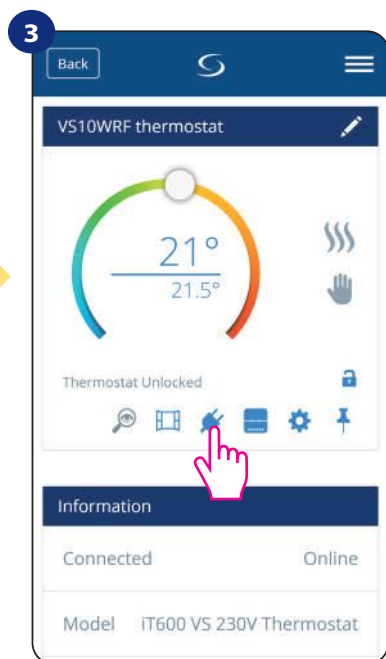 3
Back
VS10WRF thermostat
21°
21.5°
Thermostat Unlocked
Information
Connected Online
Model iT600 VS 230V Thermostat